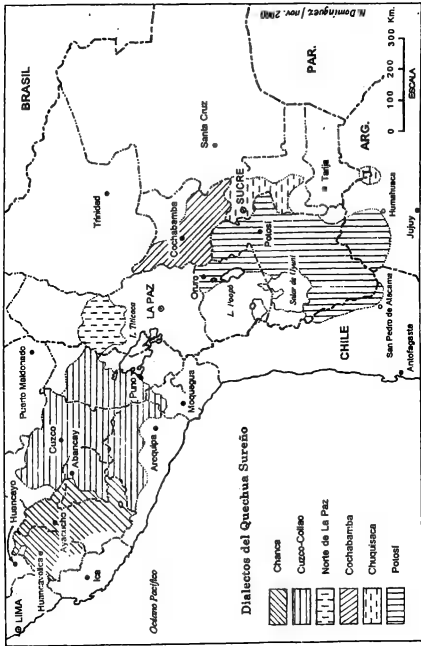 BRASIL
PAR.
ARG.
CHILE
Trinidad
Santa Cruz
Cochabamba
SUCRE
Potosí
Tarija
Humahuaca
Jujuy
Oruro
L. Poopó
Salar de Uyuni
San Pedro de Atacama
Antofagasta
LA PAZ
L. Titicaca
Puerto Maldonado
Puno
Moquegua
Cuzco
Abancay
Arequipa
Huancayo
Ayacucho
Huancavelica
LIMA
Ica
Océano Pacífico
Dialectos del Quechua Sureño
Chanca
Cuzco-Collao
Norte de La Paz
Cochabamba
Chuquisaca
Potosí
0 100 200 300 Km.
ESCALA
N. Domínguez / nov.